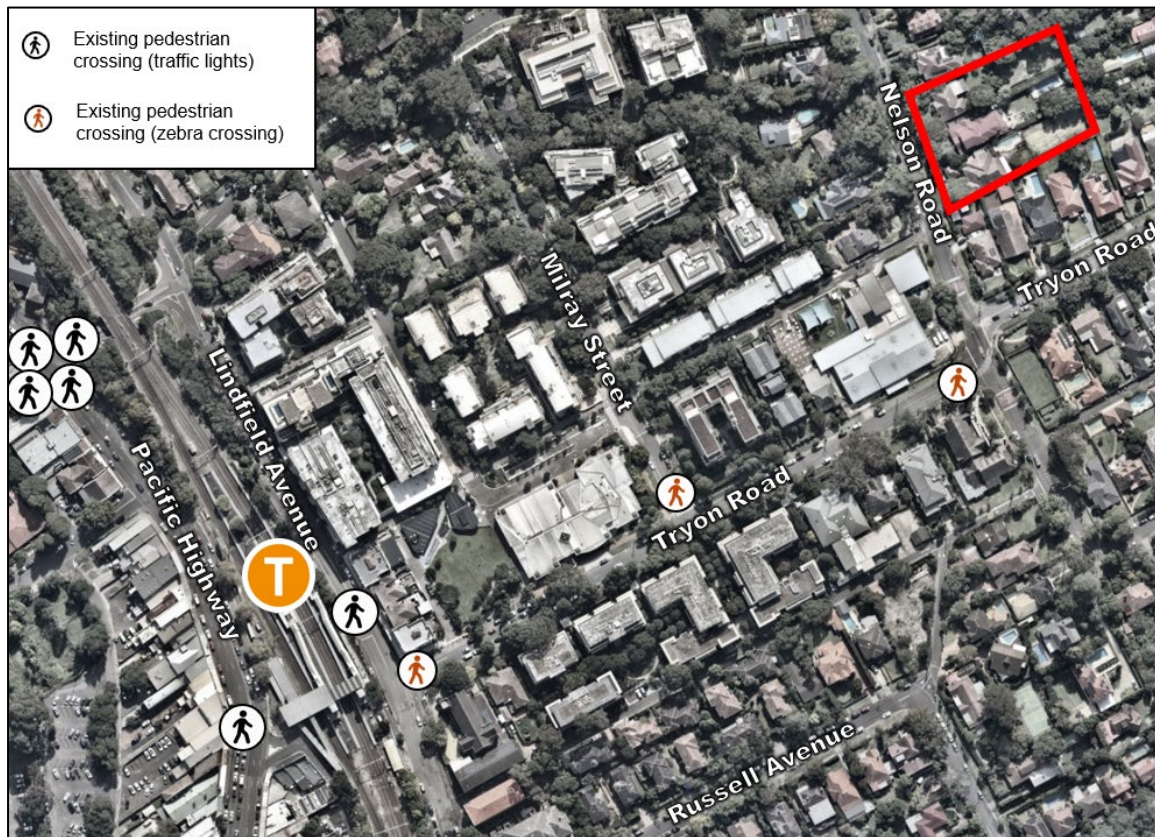 Existing pedestrian
crossing (traffic lights)
Existing pedestrian
crossing (zebra crossing)
Nelson Road
Tryon Road
Milray Street
Lindfield Avenue
Pacific Highway
Tryon Road
T
Russell Avenue